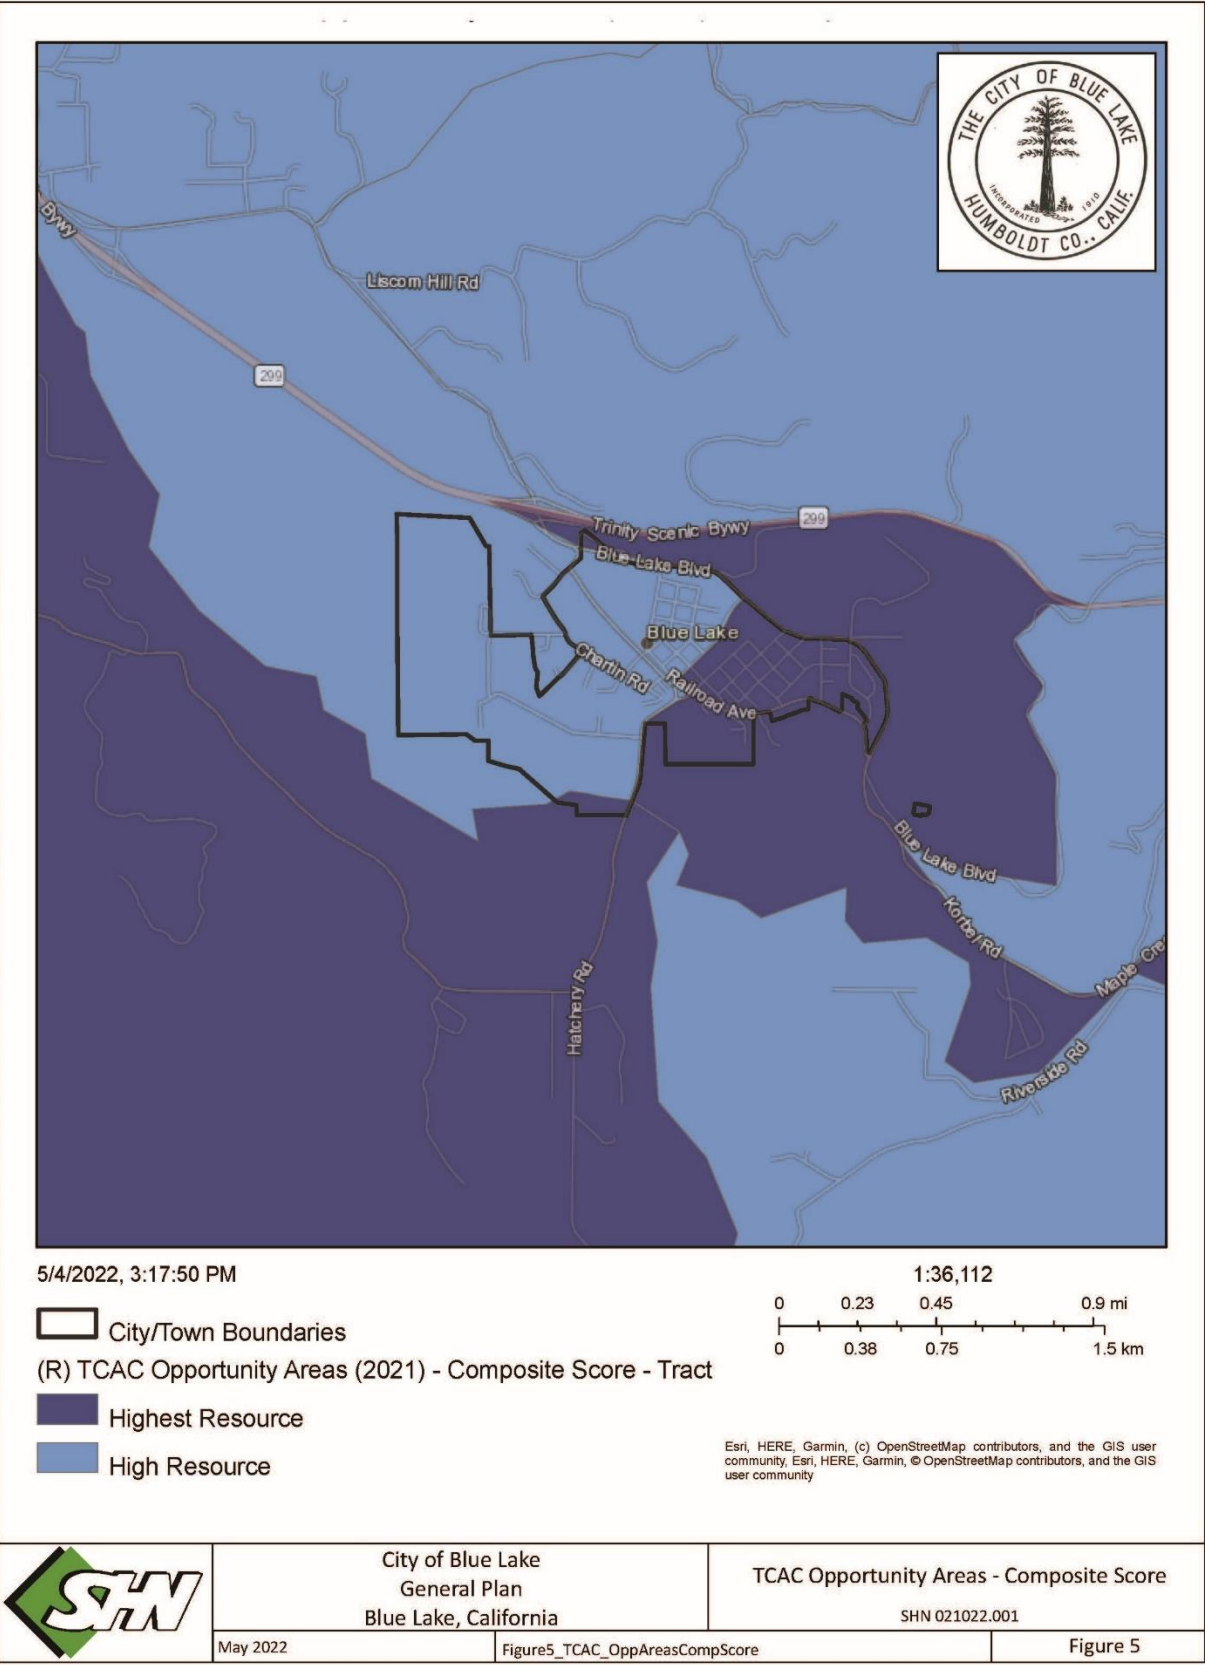 THE CITY OF BLUE LAKE
INCORPORATED 1910
HUMBOLDT CO., CALIF.
Bywy
Liscom Hill Rd
299
299
Trinity Scenic Bywy
Blue Lake Blvd
Blue Lake
Chartin Rd
Railroad Ave
Blue Lake Blvd
Korbel Rd
Maple Cre
Hatchery Rd
Riverside Rd
5/4/2022, 3:17:50 PM
1:36,112
0 0.23 0.45 0.9 mi
0 0.38 0.75 1.5 km
City/Town Boundaries
(R) TCAC Opportunity Areas (2021) - Composite Score - Tract
Highest Resource
High Resource
Esri, HERE, Garmin, (c) OpenStreetMap contributors, and the GIS user
community, Esri, HERE, Garmin, © OpenStreetMap contributors, and the GIS
user community
SHN
City of Blue Lake
General Plan
Blue Lake, California
TCAC Opportunity Areas - Composite Score
SHN 021022.001
May 2022
Figure5_TCAC_OppAreasCompScore
Figure 5